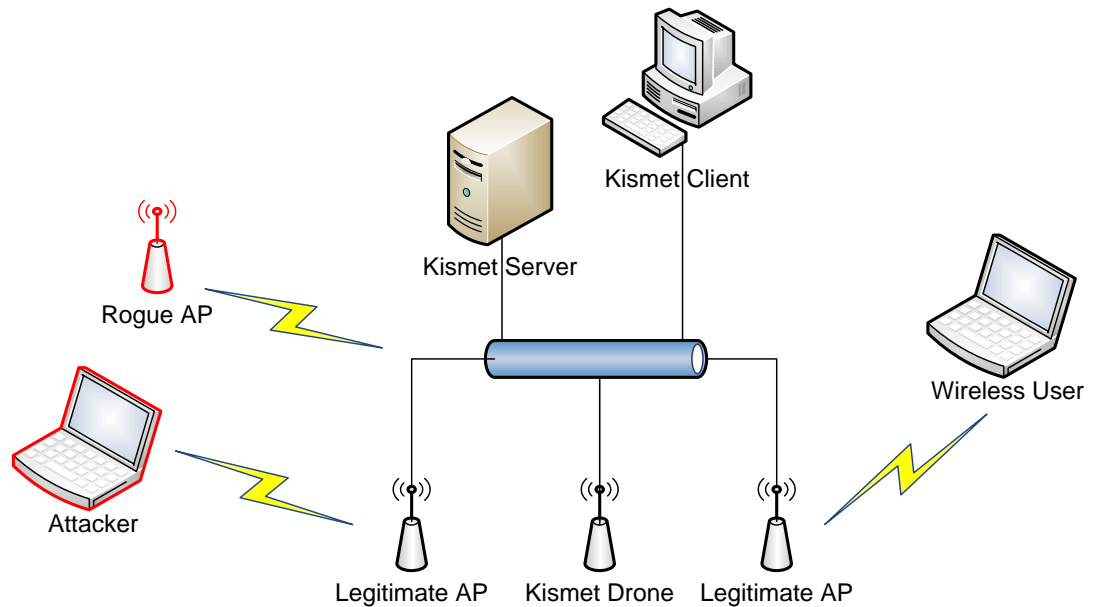 Kismet Client
Kismet Server
Rogue AP
Wireless User
Attacker
Legitimate AP
Kismet Drone
Legitimate AP